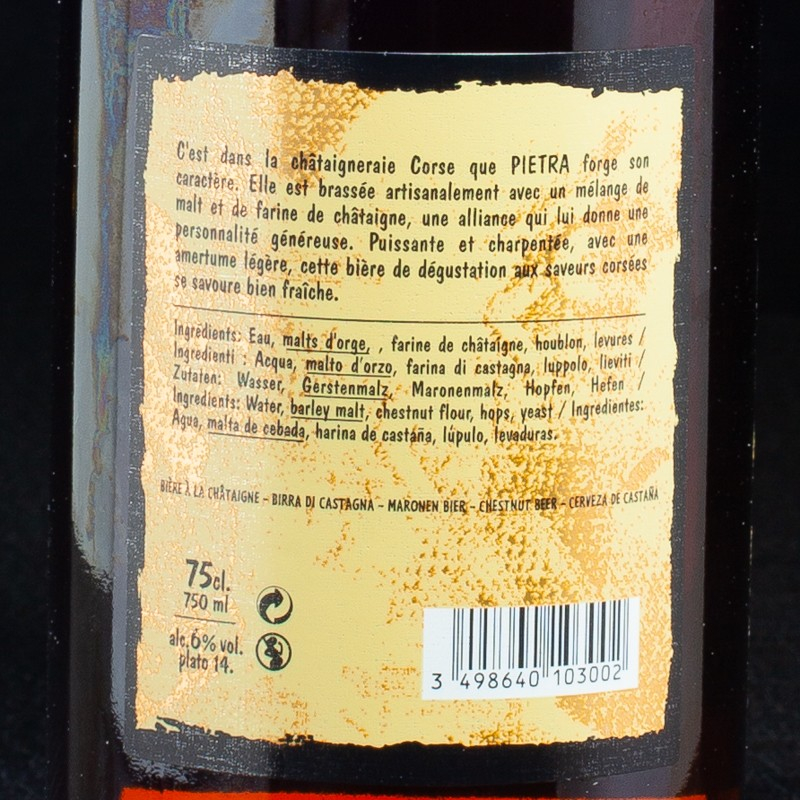 C'est dans la châtaigneraie Corse que PIETRA forge son
caractère. Elle est brassée artisanalement avec un mélange de
malt et de farine de châtaigne, une alliance qui lui donne une
personnalité généreuse. Puissante et charpentée, avec une
amertume légère, cette bière de dégustation aux saveurs corsées
se savoure bien fraîche.
Ingrédients: Eau, malts d'orge, , farine de châtaigne, houblon, levures /
Ingredienti : Acqua, malto d'orzo, farina di castagna, luppolo, lieviti /
Zutaten: Wasser, Gerstenmalz, Maronenmalz, Hopfen, Hefen /
Ingredients: Water, barley malt, chestnut flour, hops, yeast / Ingredientes:
Agua, malta de cebada, harina de castaña, lúpulo, levaduras.
BIÈRE À LA CHÂTAIGNE - BIRRA DI CASTAGNA - MARONEN BIER - CHESTNUT BEER - CERVEZA DE CASTAÑA
75cl.
750 ml
alc.6% vol.
plato 14.
3 498640 103002